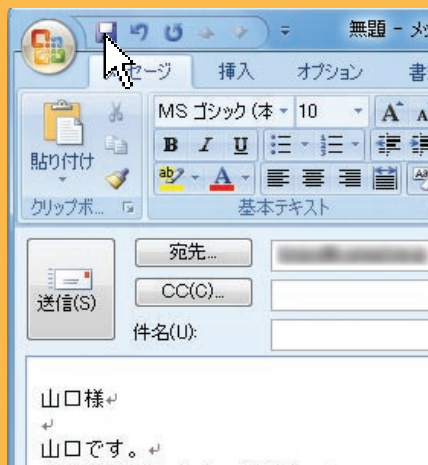 無題 - メッ
セージ 挿入 オプション 書
MS ゴシック (本 10 A A
貼り付け B I U
ab A
クリップボ... 基本テキスト
宛先...
送信(S) CC(C)...
件名(U):
山口様
山口です。